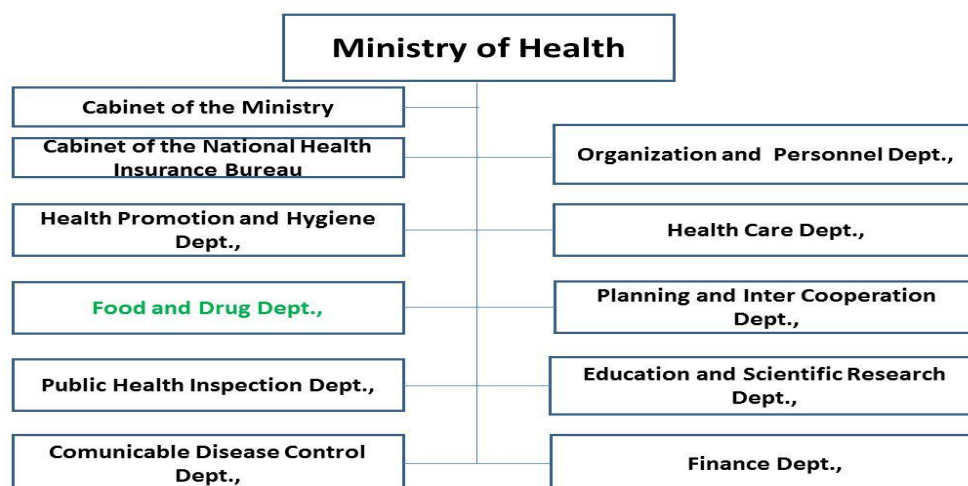 Ministry of Health
Cabinet of the Ministry
Cabinet of the National Health
Insurance Bureau
Organization and Personnel Dept.,
Health Promotion and Hygiene
Dept.,
Health Care Dept.,
Food and Drug Dept.,
Planning and Inter Cooperation
Dept.,
Public Health Inspection Dept.,
Education and Scientific Research
Dept.,
Comunicable Disease Control
Dept.,
Finance Dept.,